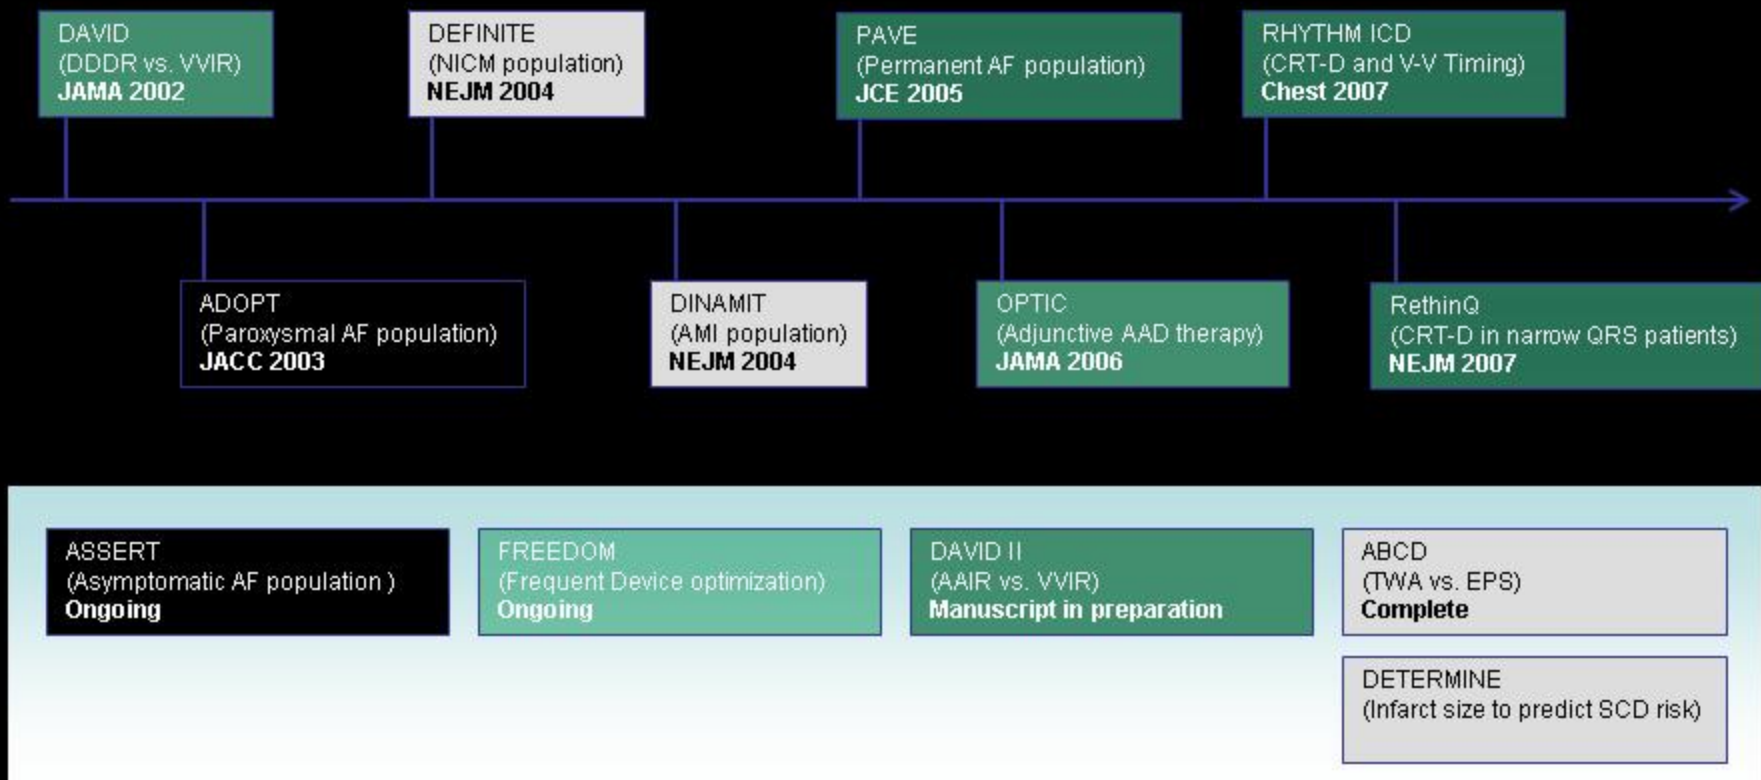 DAVID
(DDDR vs. VVIR)
JAMA 2002
DEFINITE
(NICM population)
NEJM 2004
PAVE
(Permanent AF population)
JCE 2005
RHYTHM ICD
(CRT-D and V-V Timing)
Chest 2007
ADOPT
(Paroxysmal AF population)
JACC 2003
DINAMIT
(AMI population)
NEJM 2004
OPTIC
(Adjunctive AAD therapy)
JAMA 2006
RethinQ
(CRT-D in narrow QRS patients)
NEJM 2007
ASSERT
(Asymptomatic AF population )
Ongoing
FREEDOM
(Frequent Device optimization)
Ongoing
DAVID II
(AAIR vs. VVIR)
Manuscript in preparation
ABCD
(TWA vs. EPS)
Complete
DETERMINE
(Infarct size to predict SCD risk)